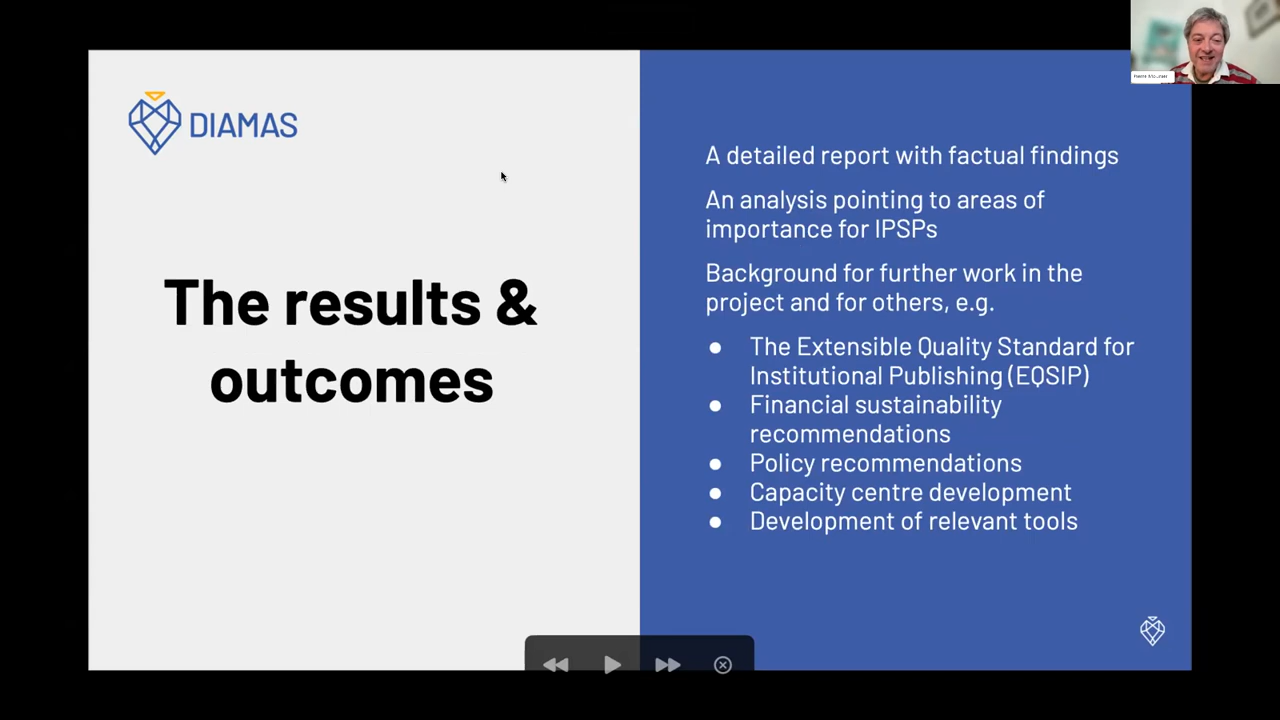 DIAMAS
The results &
outcomes
A detailed report with factual findings
An analysis pointing to areas of
importance for IPSPs
Background for further work in the
project and for others, e.g.
● The Extensible Quality Standard for
Institutional Publishing (EQSIP)
● Financial sustainability
recommendations
● Policy recommendations
● Capacity centre development
● Development of relevant tools